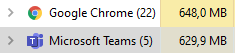 Google Chrome (22) 648,0 MB
Microsoft Teams (5) 629,9 MB